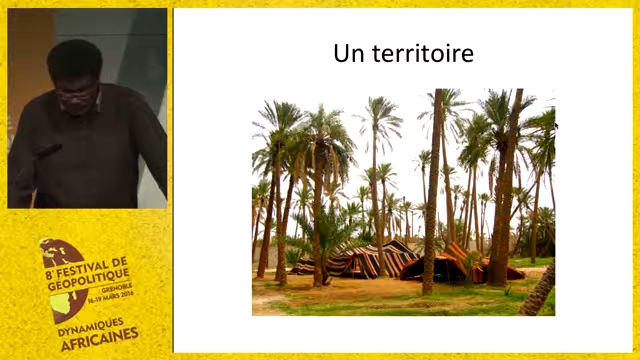 Un territoire
8e FESTIVAL DE
GÉOPOLITIQUE
GRENOBLE
16-19 MARS 2016
DYNAMIQUES
AFRICAINES